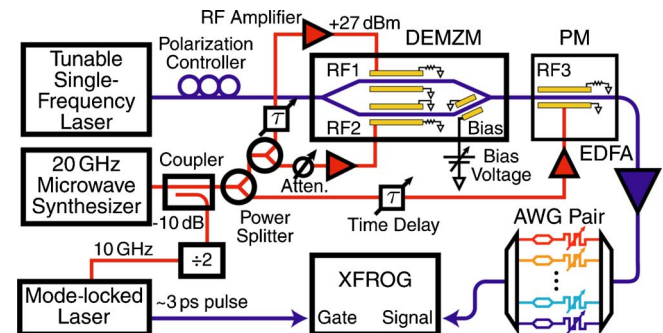 RF Amplifier
+27 dBm
DEMZM
PM
Polarization
Controller
Tunable
Single-
Frequency
Laser
RF1
RF3
τ
RF2
Bias
EDFA
20 GHz
Microwave
Synthesizer
Coupler
Atten.
Bias
Voltage
-10 dB
Power
Splitter
τ
Time Delay
AWG Pair
10 GHz
÷2
XFROG
Mode-locked
Laser
~3 ps pulse
Gate
Signal